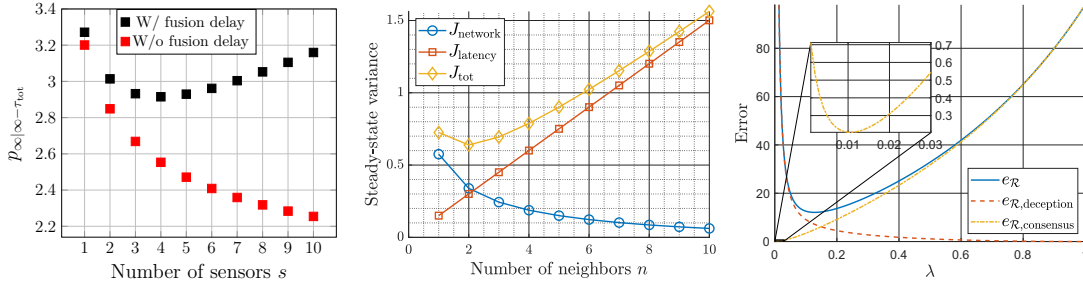 p∞|∞−τtot
3.4
3.2
3
2.8
2.6
2.4
2.2
1 2 3 4 5 6 7 8 9 10
Number of sensors s
W/ fusion delay
W/o fusion delay
Steady-state variance
1.5
1
0.5
0
0 2 4 6 8 10
Number of neighbors n
Jnetwork
Jlatency
Jtot
Error
80
60
40
20
0
0 0.2 0.4 0.6 0.8
λ
0.7
0.6
0.5
0.4
0.3
0.01 0.02 0.03
eR
eR,deception
eR,consensus